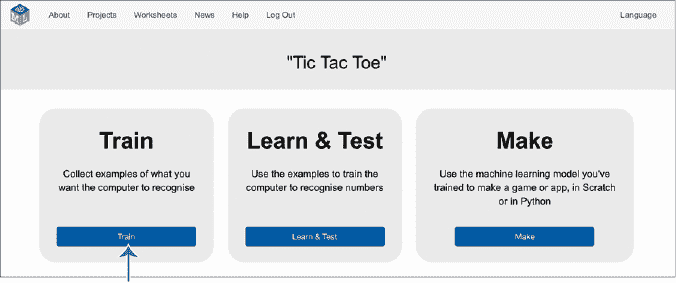 About Projects Worksheets News Help Log Out Language
"Tic Tac Toe"
Train
Collect examples of what you
want the computer to recognise
Train
Learn & Test
Use the examples to train the
computer to recognise numbers
Learn & Test
Make
Use the machine learning model you've
trained to make a game or app, in Scratch
or in Python
Make